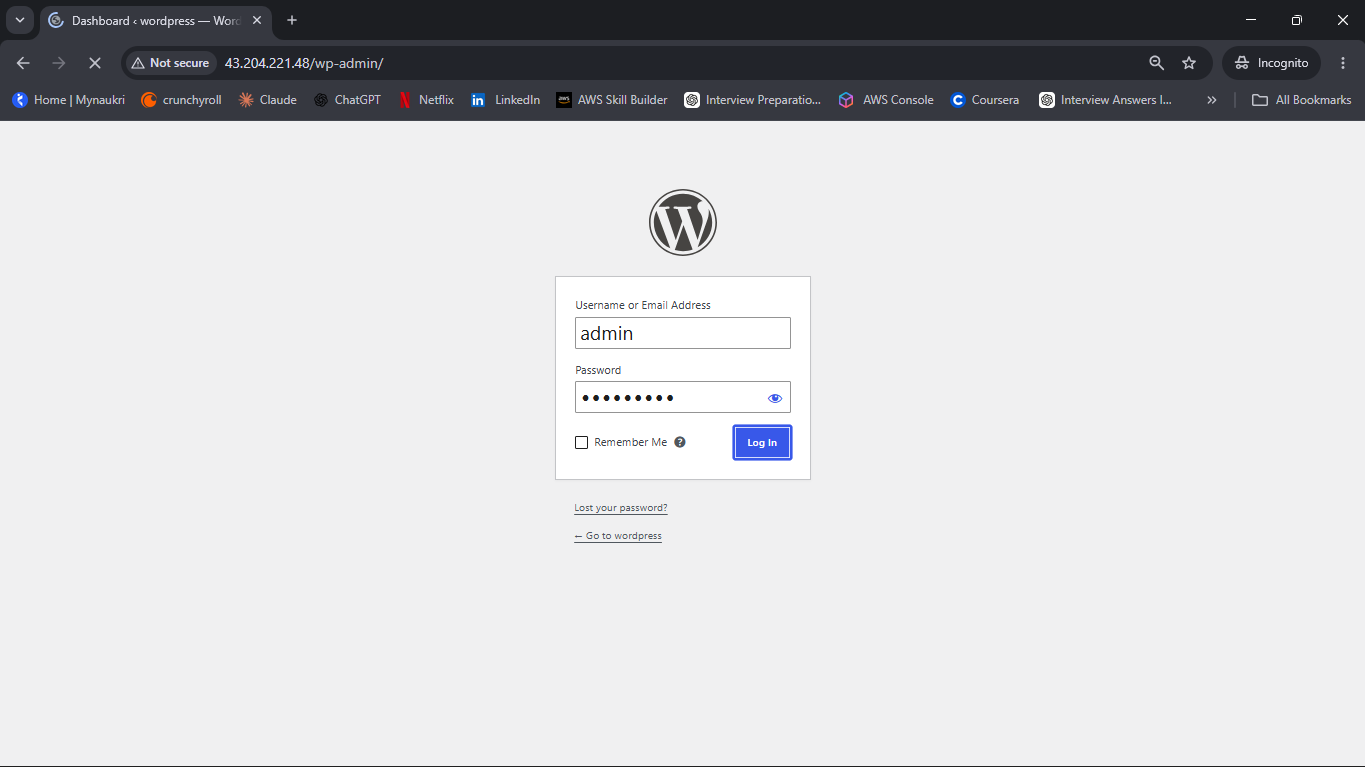 Dashboard ‹ wordpress — Word
Not secure 43.204.221.48/wp-admin/ Incognito
Home | Mynaukri crunchyroll Claude ChatGPT Netflix LinkedIn AWS Skill Builder Interview Preparatio... AWS Console Coursera Interview Answers I... » All Bookmarks
Username or Email Address
admin
Password
Remember Me
Log In
Lost your password?
← Go to wordpress